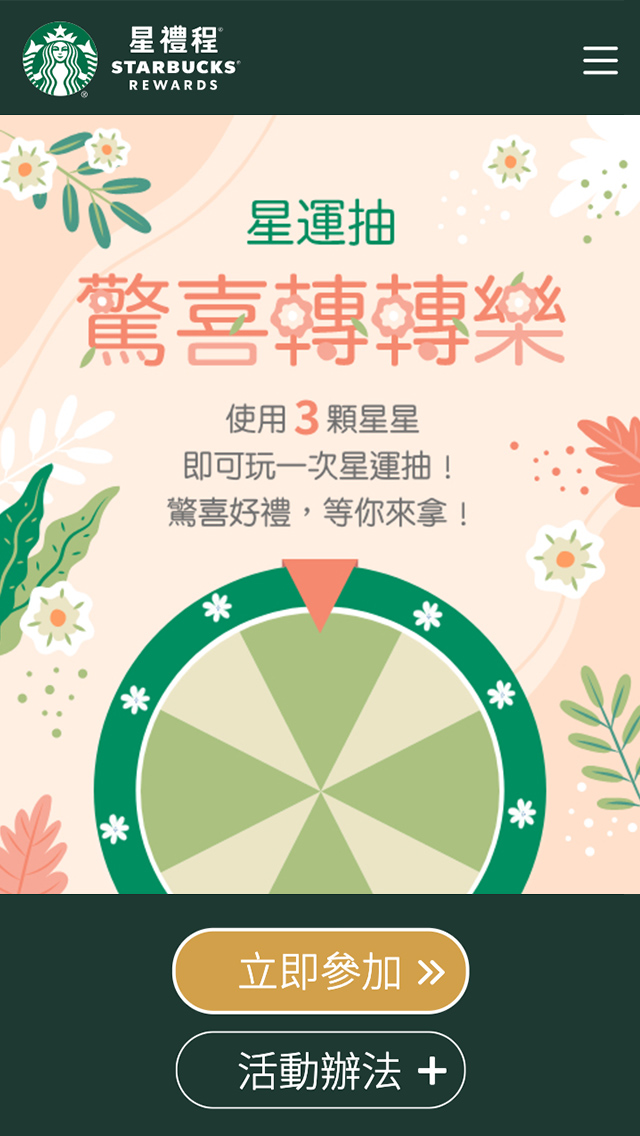 星禮程®
STARBUCKS®
REWARDS
®
星運抽
驚喜轉轉樂
使用 3 顆星星
即可玩一次星運抽！
驚喜好禮，等你來拿！
立即參加 »
活動辦法 +